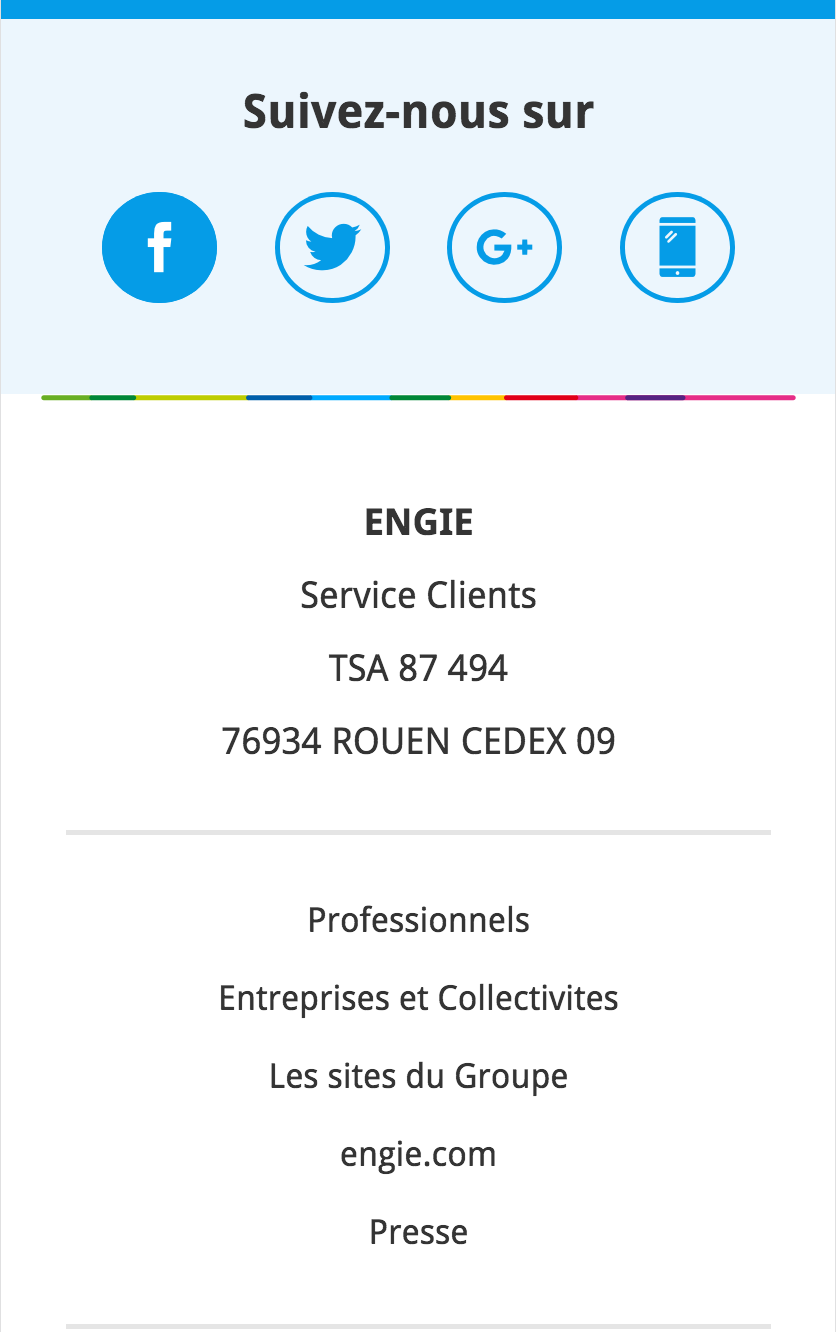 Suivez-nous sur
f
G+
ENGIE
Service Clients
TSA 87 494
76934 ROUEN CEDEX 09
Professionnels
Entreprises et Collectivites
Les sites du Groupe
engie.com
Presse